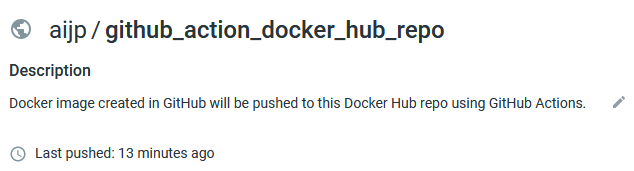 aijp / github_action_docker_hub_repo
Description
Docker image created in GitHub will be pushed to this Docker Hub repo using GitHub Actions.
Last pushed: 13 minutes ago